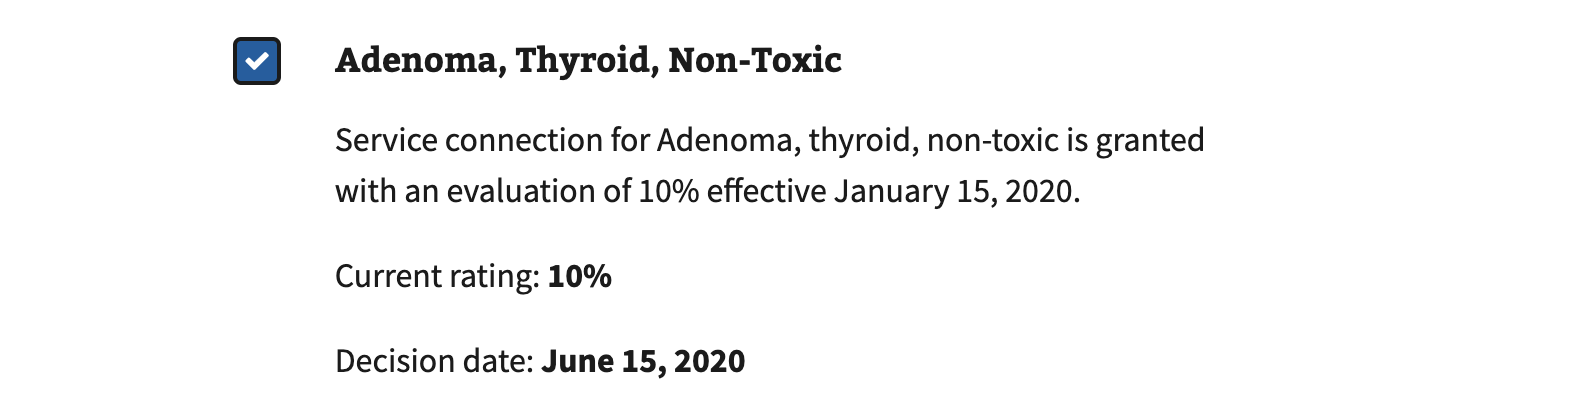 Adenoma, Thyroid, Non-Toxic
Service connection for Adenoma, thyroid, non-toxic is granted
with an evaluation of 10% effective January 15, 2020.
Current rating: 10%
Decision date: June 15, 2020